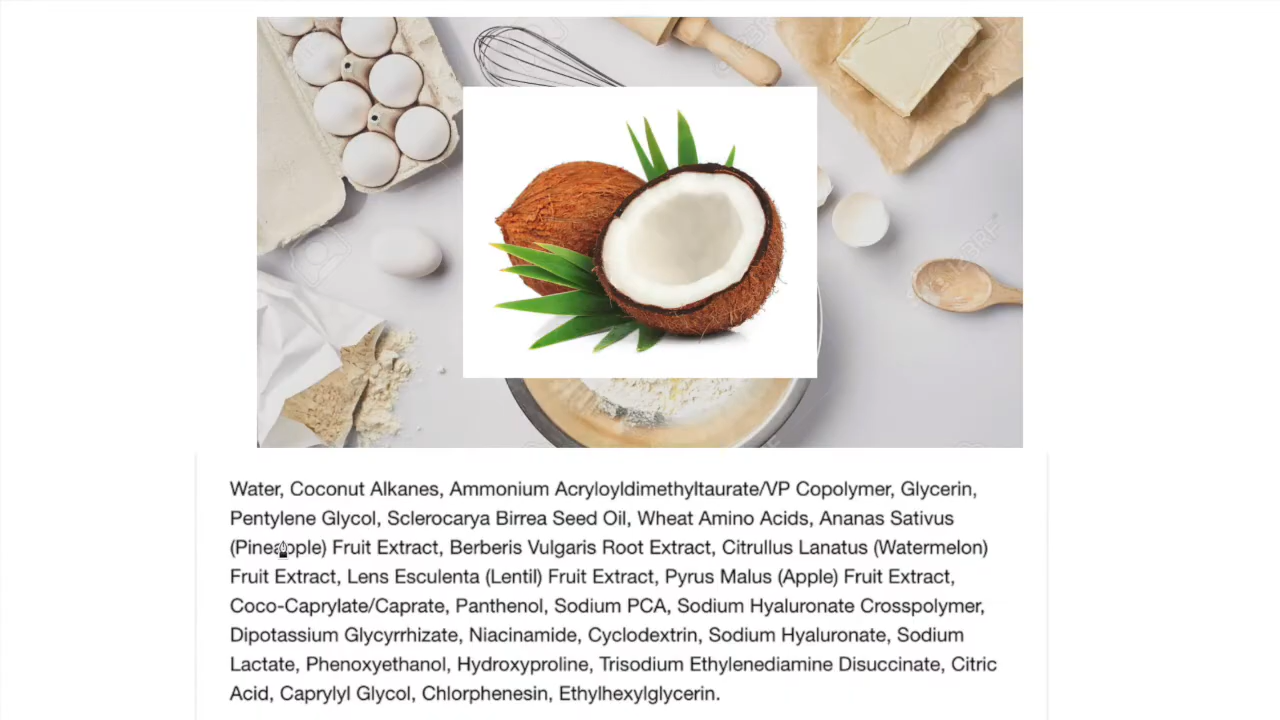 Water, Coconut Alkanes, Ammonium Acryloyldimethyltaurate/VP Copolymer, Glycerin,
Pentylene Glycol, Sclerocarya Birrea Seed Oil, Wheat Amino Acids, Ananas Sativus
(Pineapple) Fruit Extract, Berberis Vulgaris Root Extract, Citrullus Lanatus (Watermelon)
Fruit Extract, Lens Esculenta (Lentil) Fruit Extract, Pyrus Malus (Apple) Fruit Extract,
Coco-Caprylate/Caprate, Panthenol, Sodium PCA, Sodium Hyaluronate Crosspolymer,
Dipotassium Glycyrrhizate, Niacinamide, Cyclodextrin, Sodium Hyaluronate, Sodium
Lactate, Phenoxyethanol, Hydroxyproline, Trisodium Ethylenediamine Disuccinate, Citric
Acid, Caprylyl Glycol, Chlorphenesin, Ethylhexylglycerin.